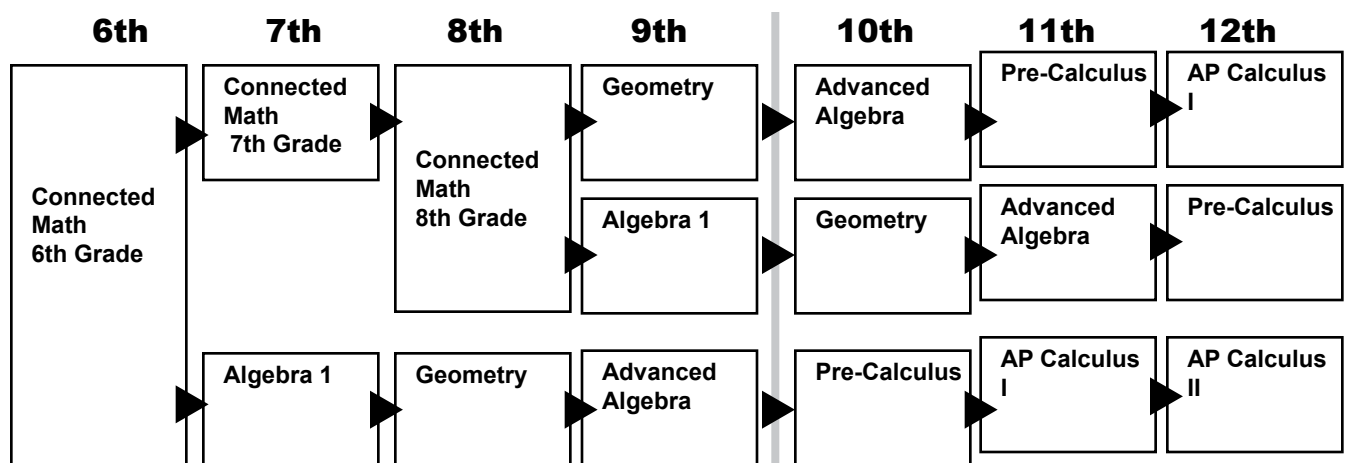 6th 7th 8th 9th 10th 11th 12th
Connected
Math
6th Grade
Connected
Math
7th Grade
Connected
Math
8th Grade
Geometry
Advanced
Algebra
Pre-Calculus
AP Calculus
I
Algebra 1
Geometry
Advanced
Algebra
Pre-Calculus
Algebra 1
Geometry
Advanced
Algebra
Pre-Calculus
AP Calculus
I
AP Calculus
II